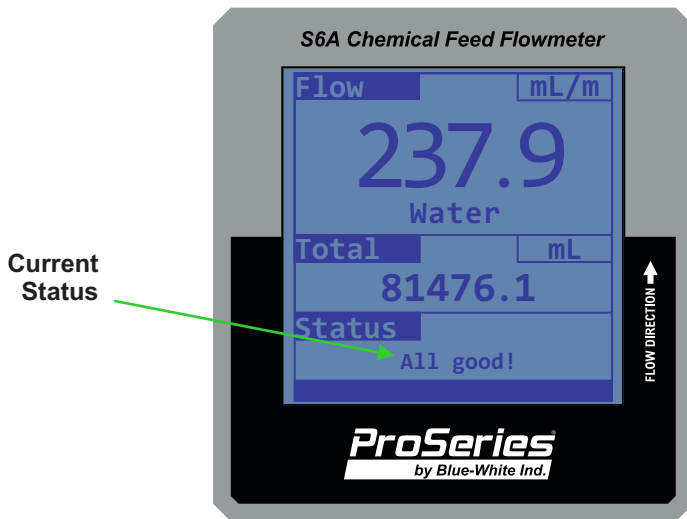 S6A Chemical Feed Flowmeter
Flow mL/m
237.9
Water
Total mL
81476.1
Current
Status
Status
All good!
FLOW DIRECTION
ProSeries®
by Blue-White Ind.